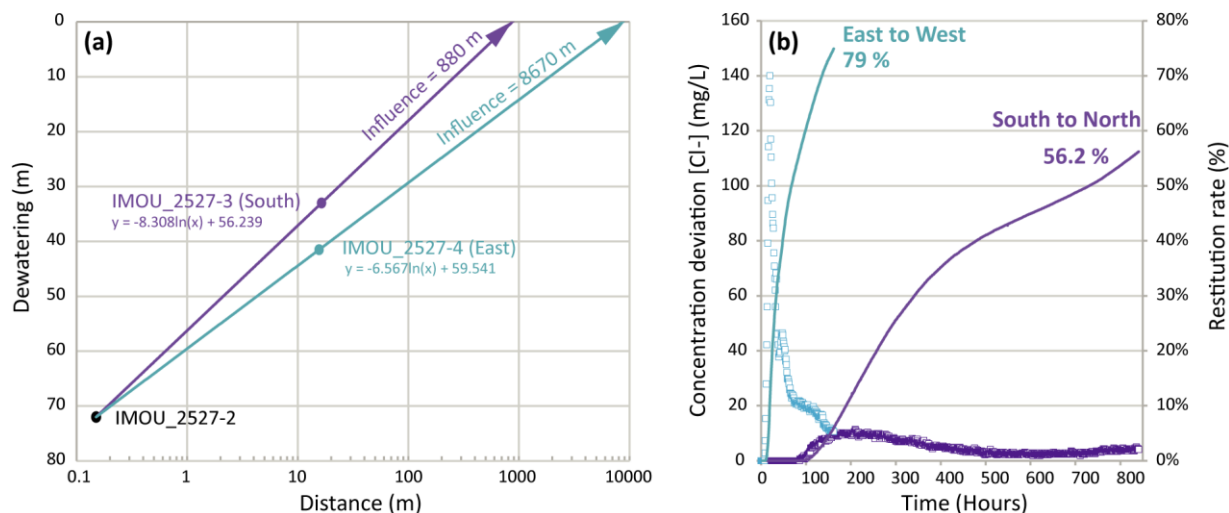 (a)
0
10
20
30
40
50
60
70
80
Dewatering (m)
0.1
1
10
100
1000
10000
Distance (m)
Influence = 880 m
Influence = 8670 m
IMOU_2527-3 (South)
y = -8.308ln(x) + 56.239
IMOU_2527-4 (East)
y = -6.567ln(x) + 59.541
IMOU_2527-2
(b)
160
140
120
100
80
60
40
20
0
Concentration deviation [Cl-] (mg/L)
East to West
79 %
South to North
56.2 %
0
100
200
300
400
500
600
700
800
Time (Hours)
80%
70%
60%
50%
40%
30%
20%
10%
0%
Restitution rate (%)